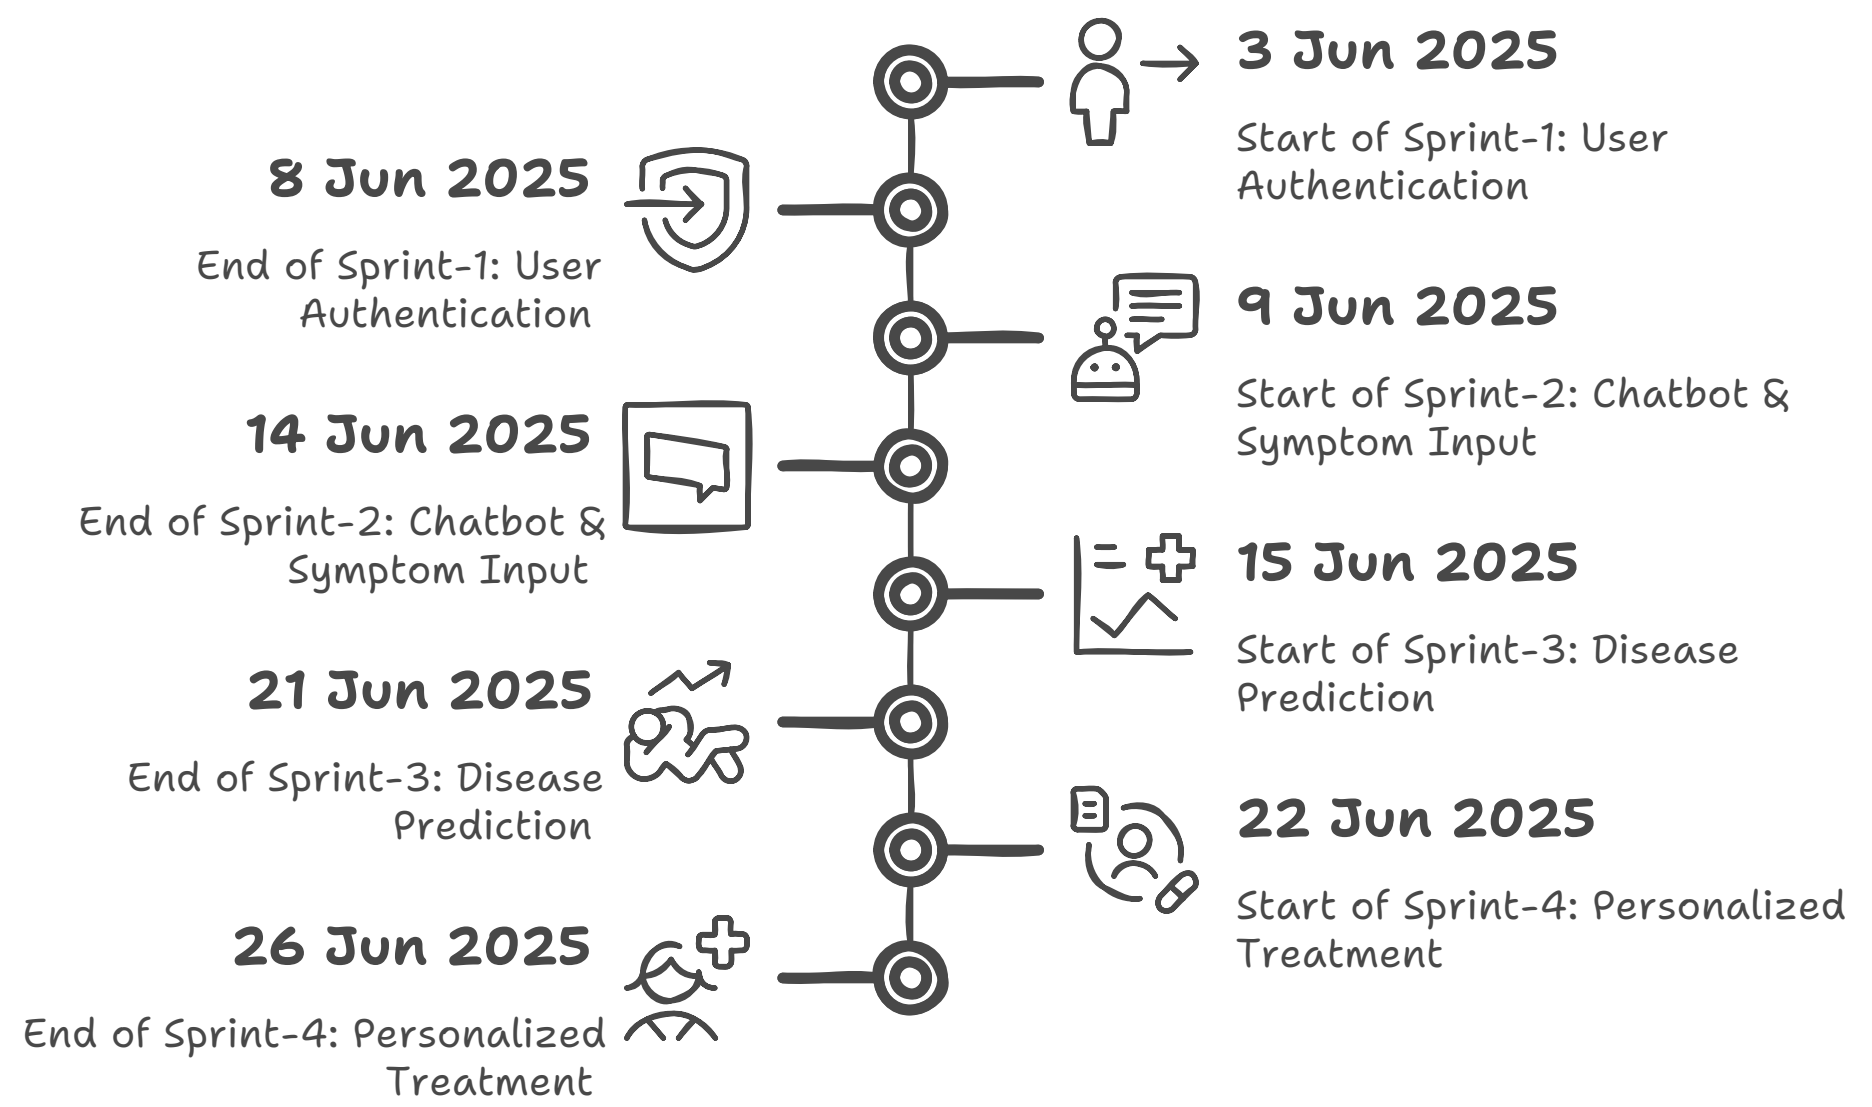 3 Jun 2025
Start of Sprint-1: User
Authentication
8 Jun 2025
End of Sprint-1: User
Authentication
9 Jun 2025
Start of Sprint-2: Chatbot &
Symptom Input
14 Jun 2025
End of Sprint-2: Chatbot &
Symptom Input
15 Jun 2025
Start of Sprint-3: Disease
Prediction
21 Jun 2025
End of Sprint-3: Disease
Prediction
22 Jun 2025
Start of Sprint-4: Personalized
Treatment
26 Jun 2025
End of Sprint-4: Personalized
Treatment